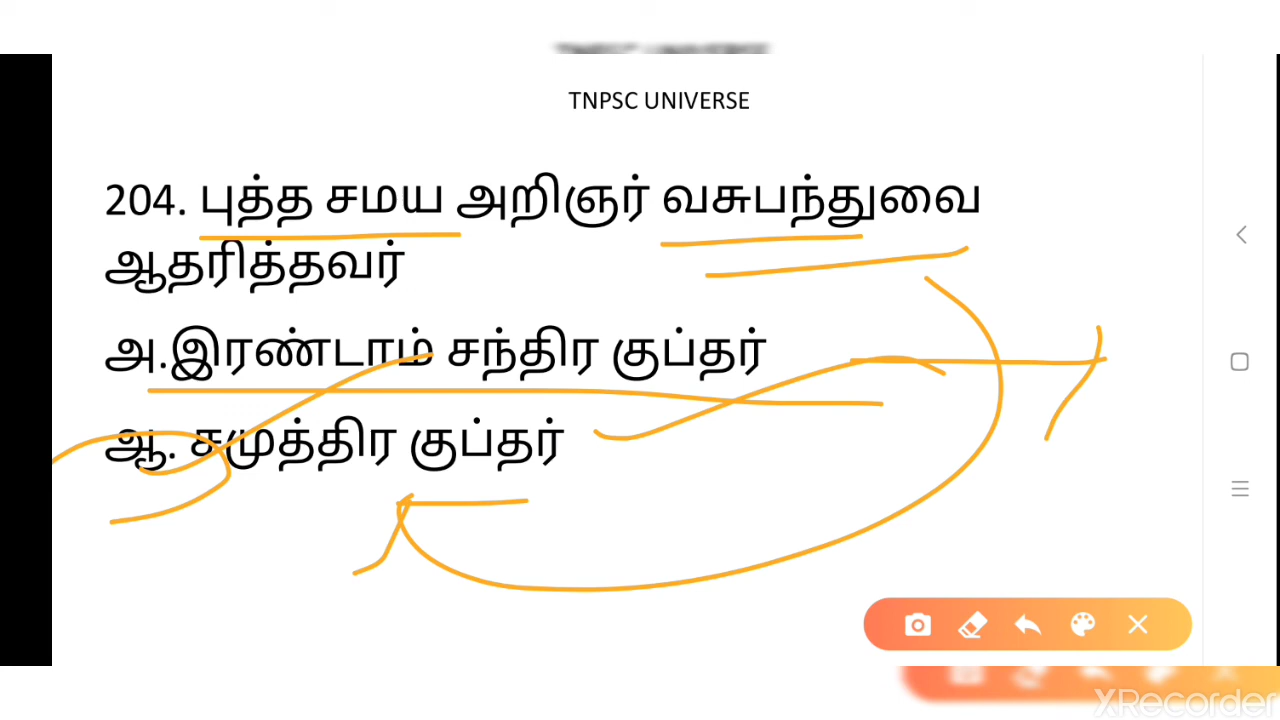 TNPSC UNIVERSE
204. புத்த சமய அறிஞர் வசுபந்துவை
ஆதரித்தவர்
அ.இரண்டாம் சந்திர குப்தர்
ஆ. சமுத்திர குப்தர்
XRecorder